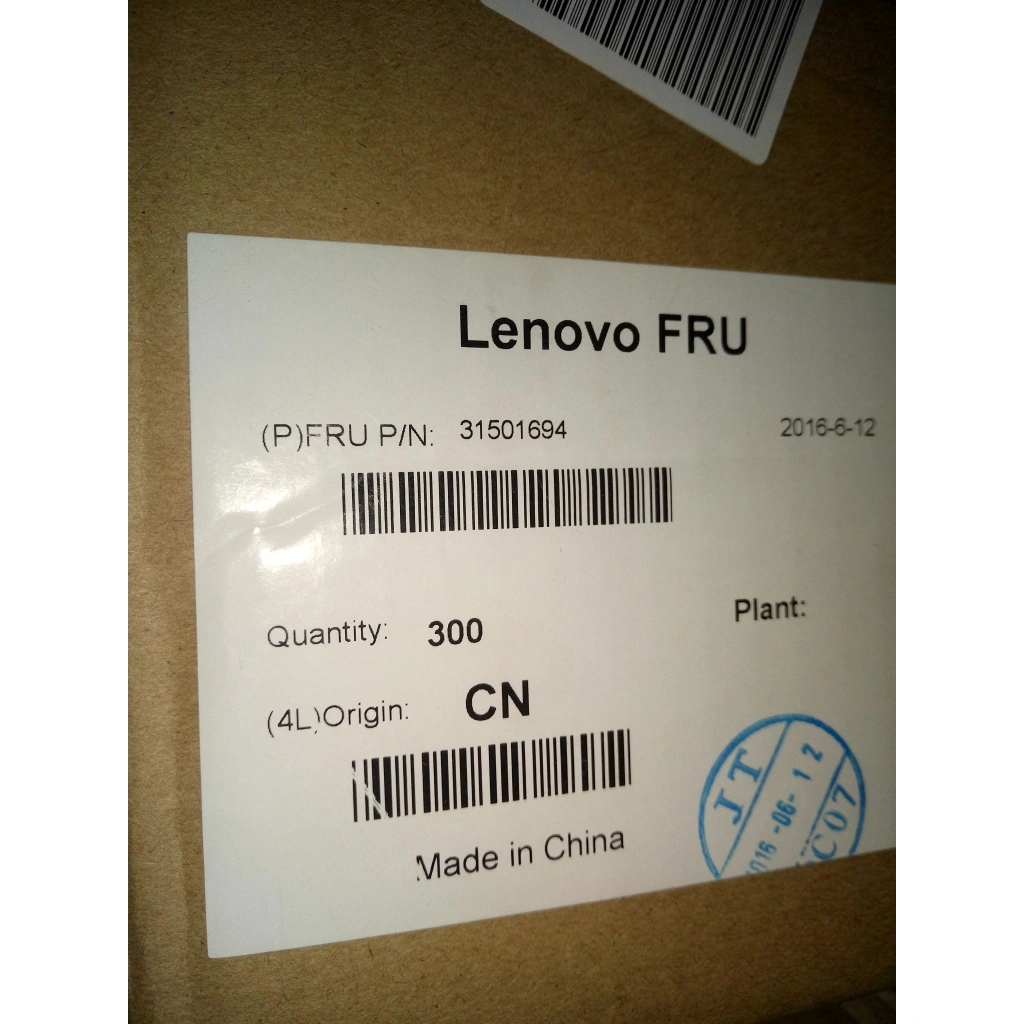 Lenovo FRU
(P)FRU P/N: 31501694 2016-6-12
Quantity: 300 Plant:
(4L)Origin: CN
Made in China
JT
2016-06-12
C07